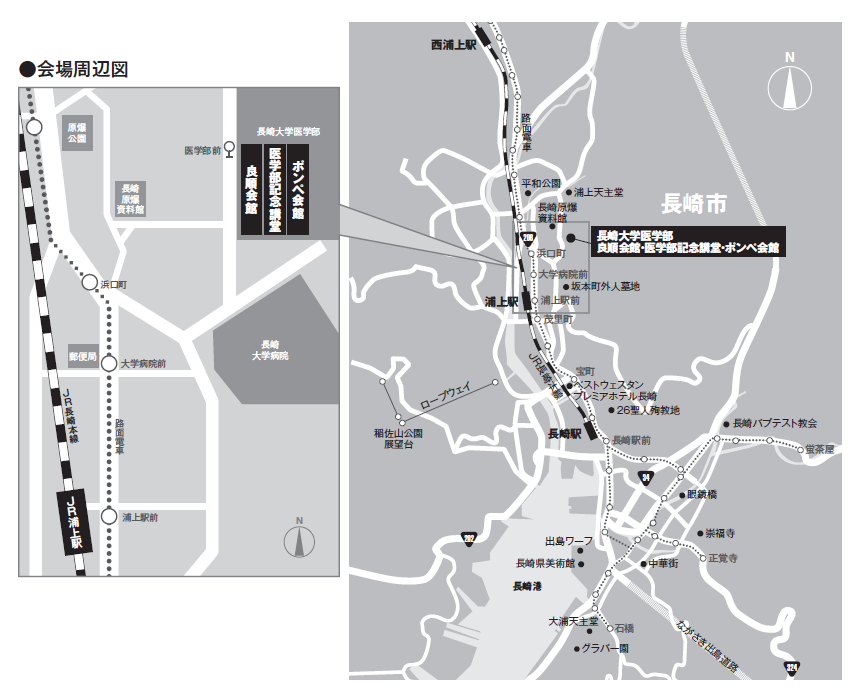 ●会場周辺図
原爆
公園
医学部前
長崎大学医学部
良順会館
医学部記念講堂
ポンペ会館
長崎
原爆
資料館
浜口町
郵便局
大学病院前
長崎
大学病院
JR長崎本線
路面電車
JR浦上駅
浦上駅前
N
西浦上駅
N
路面電車
平和公園
浦上天主堂
長崎市
長崎原爆
資料館
206
長崎大学医学部
良順会館・医学部記念講堂・ポンペ会館
浜口町
大学病院前
坂本町外人墓地
浦上駅
浦上駅前
茂里町
JR長崎本線
宝町
ベストウェスタン
プレミアホテル長崎
ロープウェイ
26聖人殉教地
稲佐山公園
展望台
長崎駅
長崎駅前
長崎バプテスト教会
蛍茶屋
34
眼鏡橋
202
出島ワーフ
崇福寺
長崎県美術館
中華街
正覚寺
長崎港
大浦天主堂
石橋
グラバー園
ながさき出島道路
324